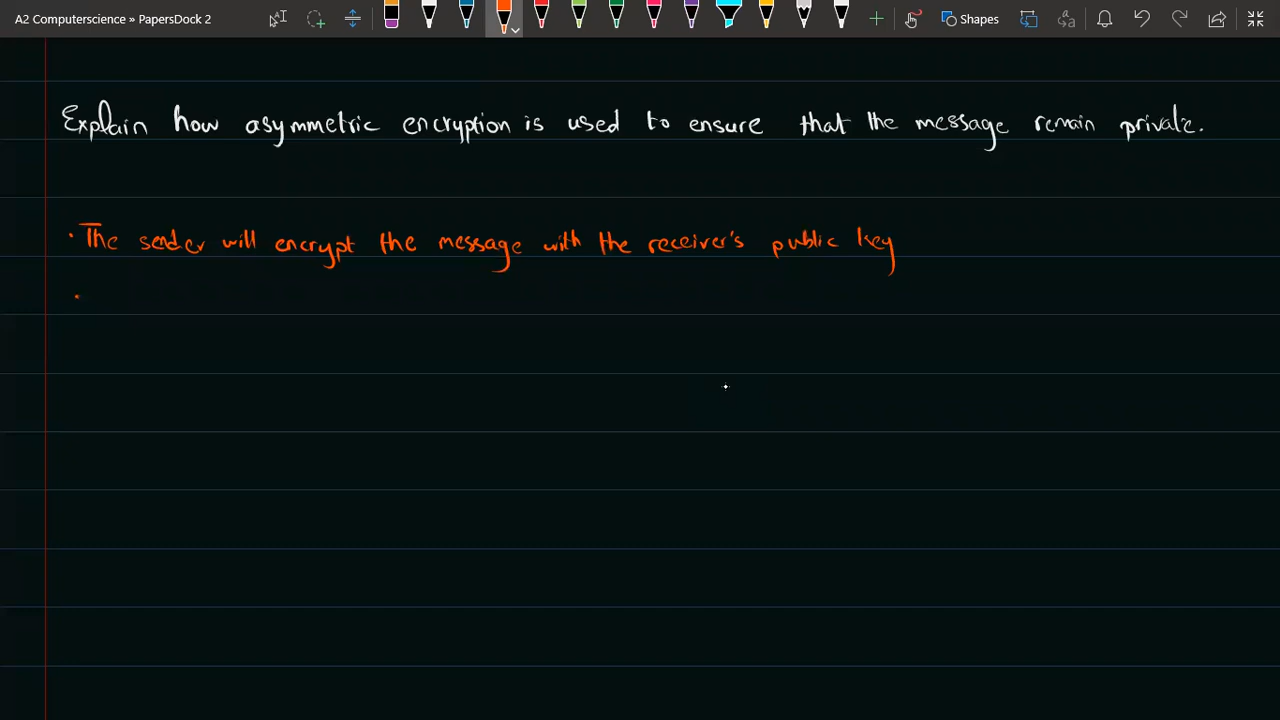 A2 Computerscience » PapersDock 2
Shapes
Explain how asymmetric encryption is used to ensure that the message remain private.
· The sender will encrypt the message with the receiver's public key
·